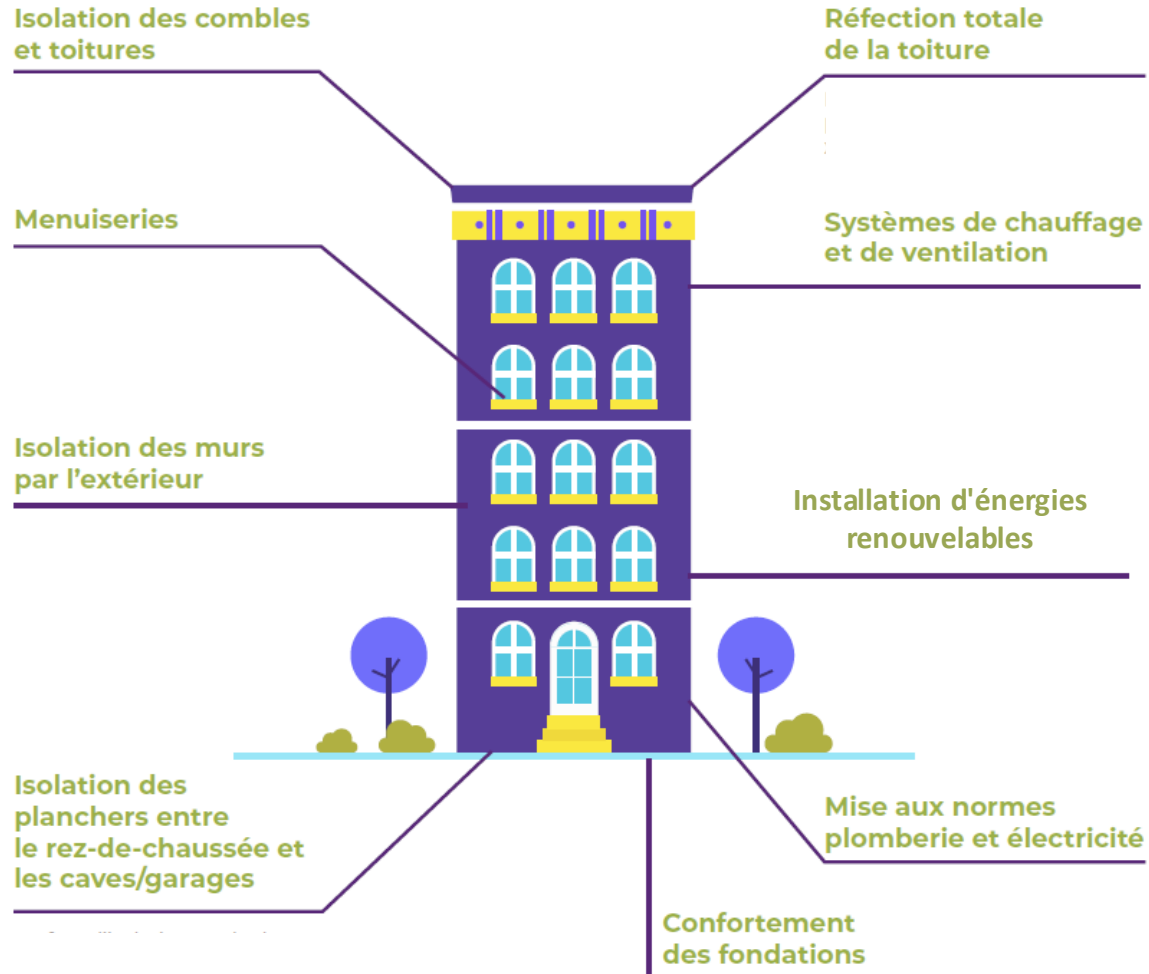 Isolation des combles
et toitures
Réfection totale
de la toiture
Menuiseries
Systèmes de chauffage
et de ventilation
Isolation des murs
par l'extérieur
Installation d'énergies
renouvelables
Isolation des
planchers entre
le rez-de-chaussée et
les caves/garages
Mise aux normes
plomberie et électricité
Confortement
des fondations